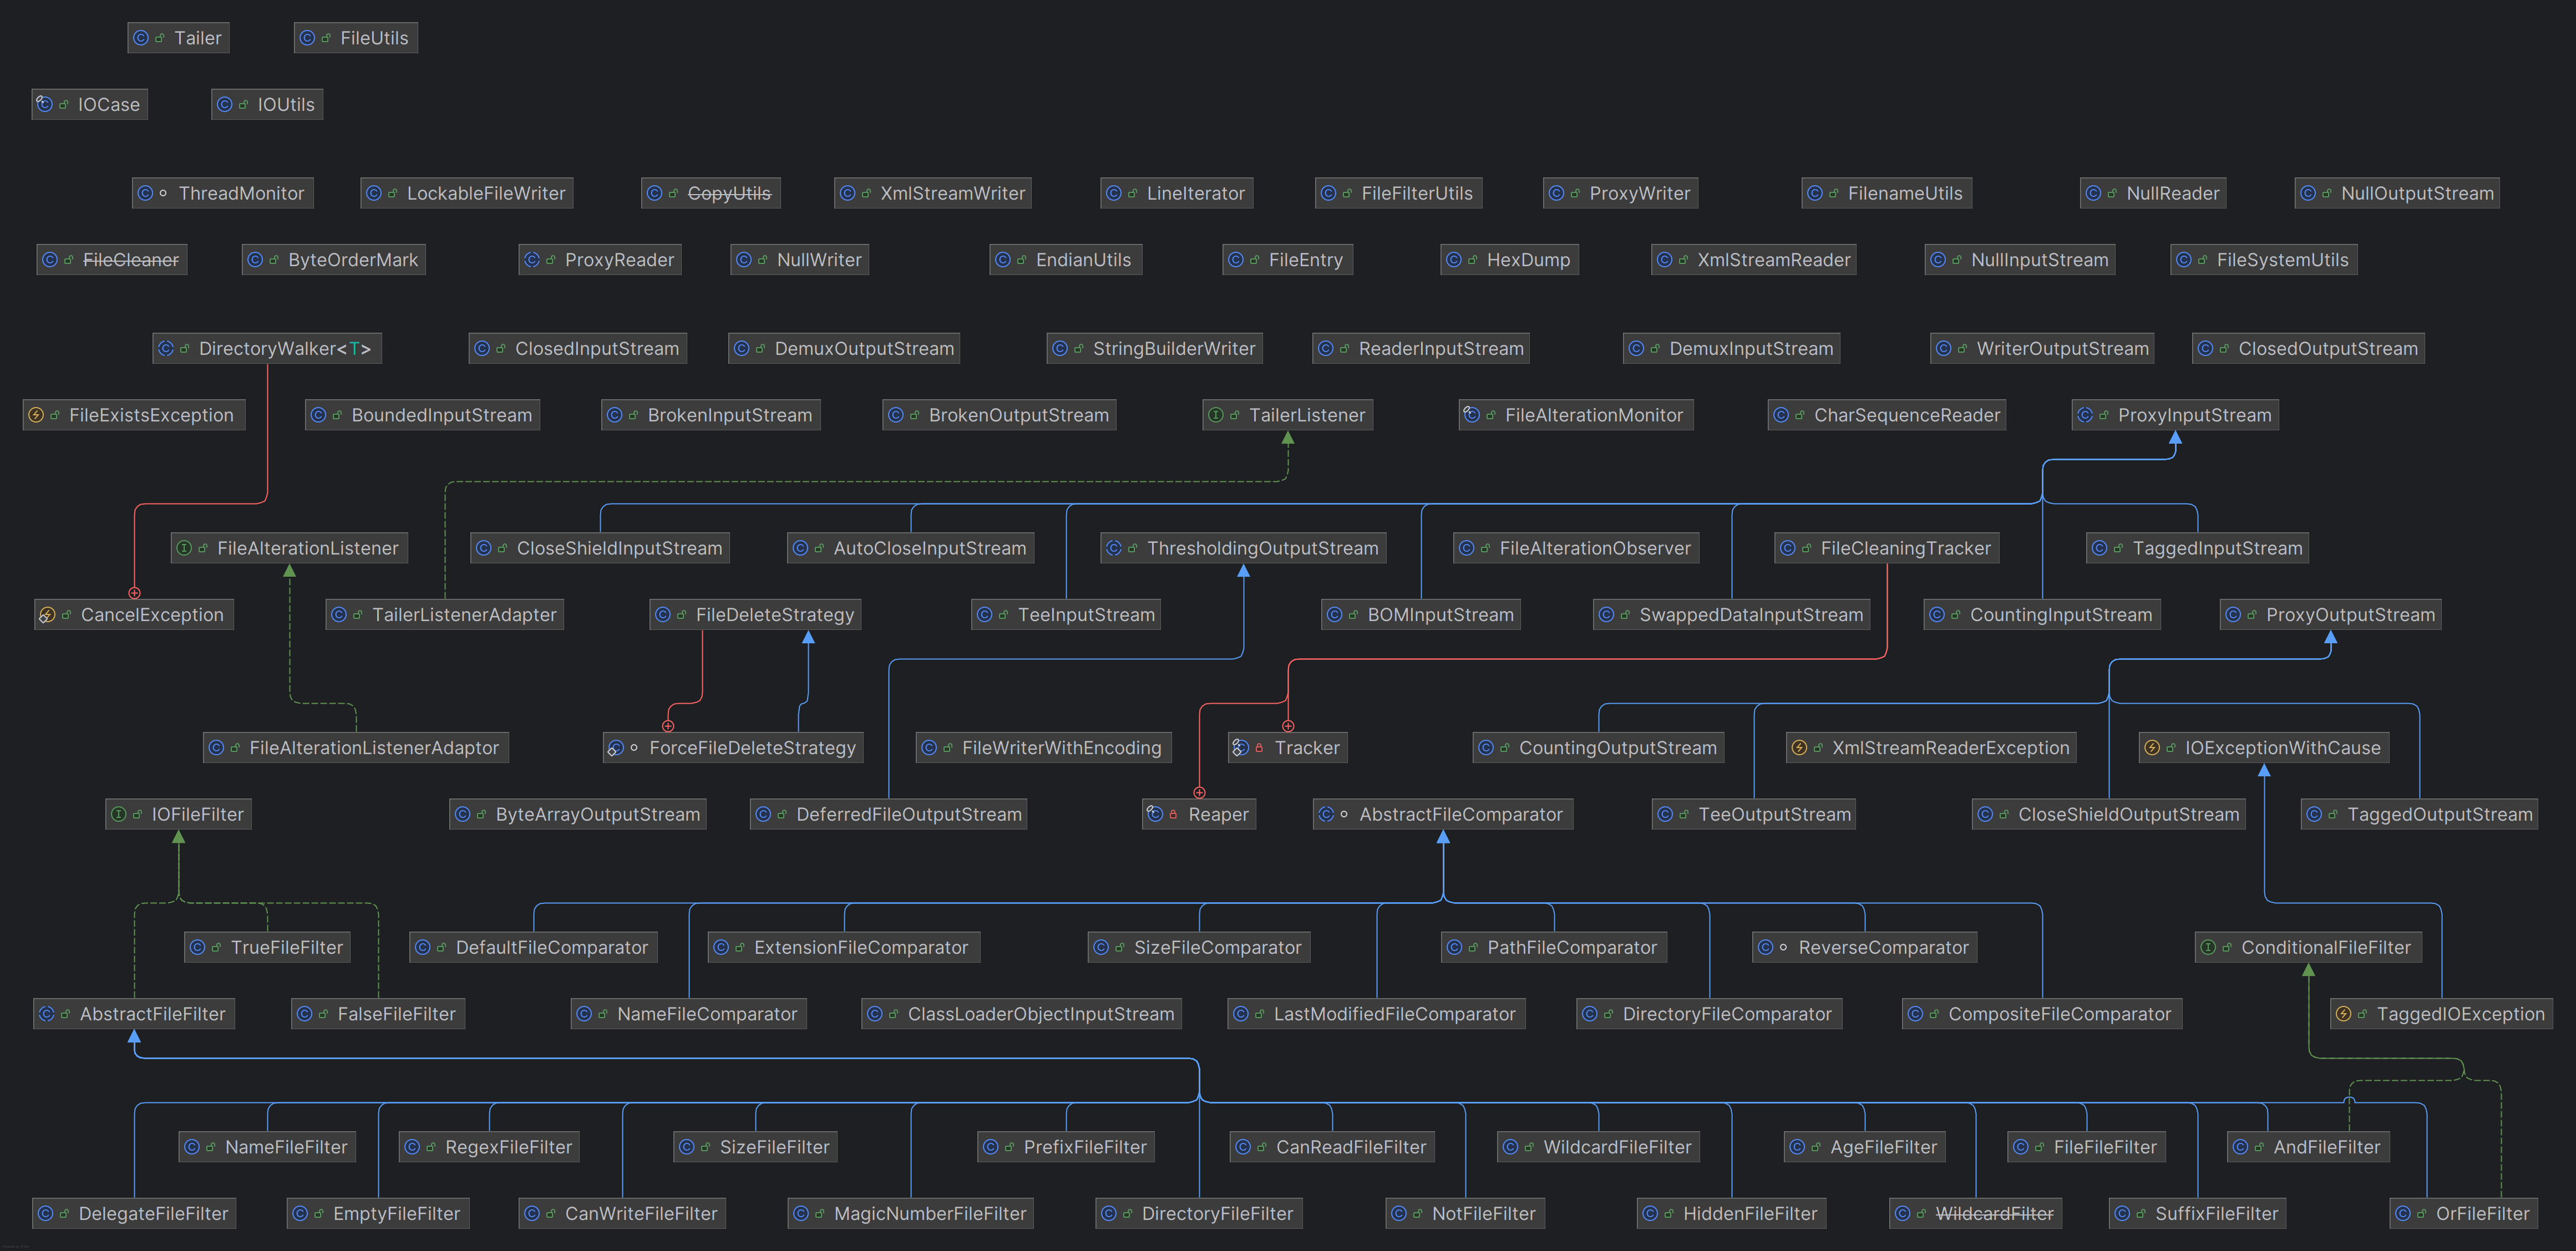 Tailer
FileUtils
IOCase
IOUtils
ThreadMonitor
LockableFileWriter
CopyUtils
XmlStreamWriter
LineIterator
FileFilterUtils
ProxyWriter
FilenameUtils
NullReader
NullOutputStream
FileCleaner
ByteOrderMark
ProxyReader
NullWriter
EndianUtils
FileEntry
HexDump
XmlStreamReader
NullInputStream
FileSystemUtils
DirectoryWalker<T>
ClosedInputStream
DemuxOutputStream
StringBuilderWriter
ReaderInputStream
DemuxInputStream
WriterOutputStream
ClosedOutputStream
FileExistsException
BoundedInputStream
BrokenInputStream
BrokenOutputStream
TailerListener
FileAlterationMonitor
CharSequenceReader
ProxyInputStream
FileAlterationListener
CloseShieldInputStream
AutoCloseInputStream
ThresholdingOutputStream
FileAlterationObserver
FileCleaningTracker
TaggedInputStream
CancelException
TailerListenerAdapter
FileDeleteStrategy
TeeInputStream
BOMInputStream
SwappedDataInputStream
CountingInputStream
ProxyOutputStream
FileAlterationListenerAdaptor
ForceFileDeleteStrategy
FileWriterWithEncoding
Tracker
CountingOutputStream
XmlStreamReaderException
IOExceptionWithCause
IOFileFilter
ByteArrayOutputStream
DeferredFileOutputStream
Reaper
AbstractFileComparator
TeeOutputStream
CloseShieldOutputStream
TaggedOutputStream
TrueFileFilter
DefaultFileComparator
ExtensionFileComparator
SizeFileComparator
PathFileComparator
ReverseComparator
ConditionalFileFilter
AbstractFileFilter
FalseFileFilter
NameFileComparator
ClassLoaderObjectInputStream
LastModifiedFileComparator
DirectoryFileComparator
CompositeFileComparator
TaggedIOException
NameFileFilter
RegexFileFilter
SizeFileFilter
PrefixFileFilter
CanReadFileFilter
WildcardFileFilter
AgeFileFilter
FileFileFilter
AndFileFilter
DelegateFileFilter
EmptyFileFilter
CanWriteFileFilter
MagicNumberFileFilter
DirectoryFileFilter
NotFileFilter
HiddenFileFilter
WildcardFilter
SuffixFileFilter
OrFileFilter